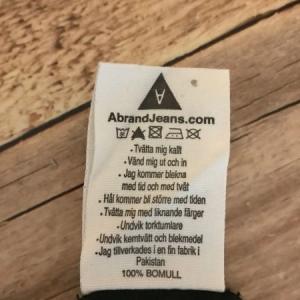 AbrandJeans.com
- Tvätta mig kallt
- Vänd mig ut och in
- Jag kommer blekna
med tid och med tvät
- Hål kommer bli större med tiden
- Tvätta mig med liknande färger
- Undvik torktumlare
- Undvik kemtvätt och blekmedel
- Jag tillverkades i en fin fabrik i
Pakistan
100% BOMULL